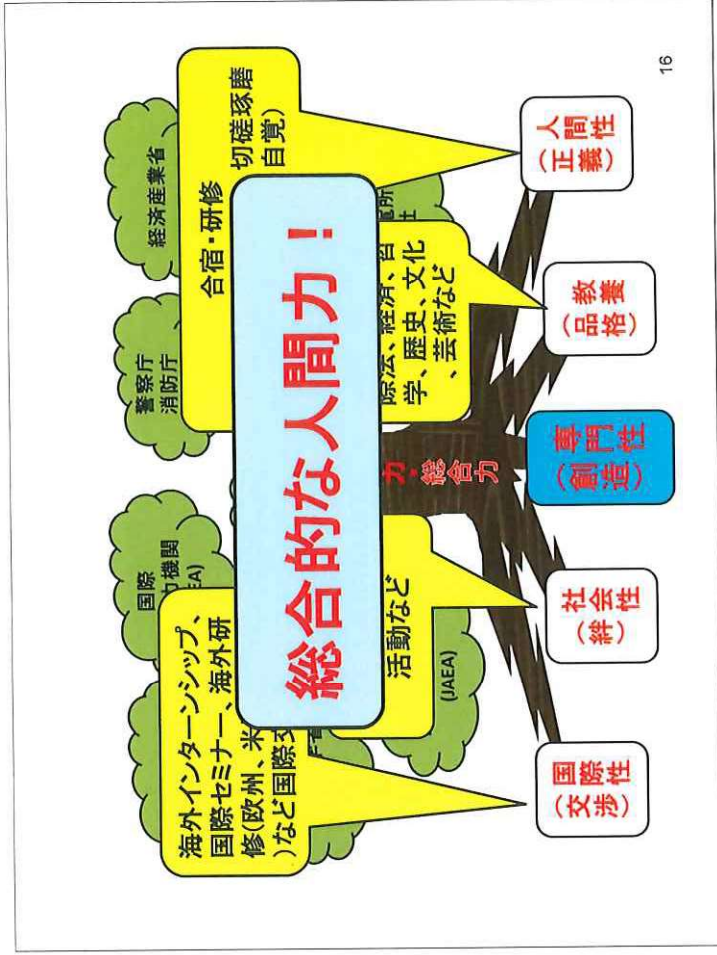 経済産業省
警察庁
消防庁
国際
力機関
EA)
合宿・研修
切磋琢磨
自覚)
海外インターンシップ、
国際セミナー、海外研
修(欧州、米
)など国際交
総合的な人間力！
際法、経済、哲
学、歴史、文化
、芸術など
活動など
(JAEA)
力・総合力
国際性
(交渉)
社会性
(絆)
専門性
(創造)
教養
(品格)
人間性
(正義)
16